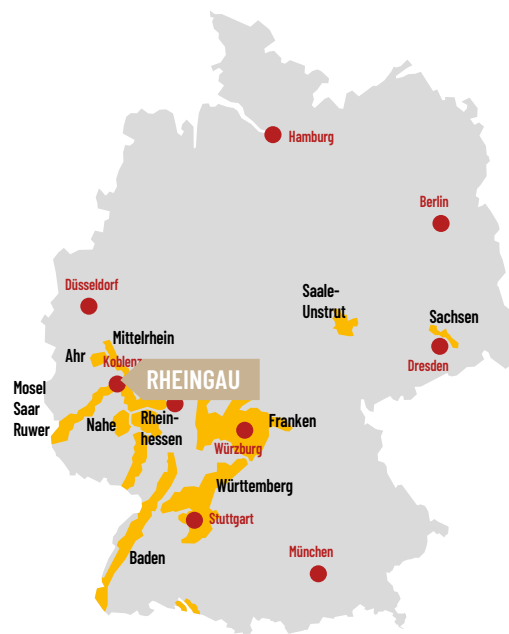 Hamburg
Berlin
Düsseldorf
Saale-
Unstrut
Sachsen
Mittelrhein
Ahr
Koblenz
Dresden
RHEINGAU
Mosel
Saar
Ruwer
Nahe
Rhein-
hessen
Franken
Würzburg
Württemberg
Stuttgart
Baden
München